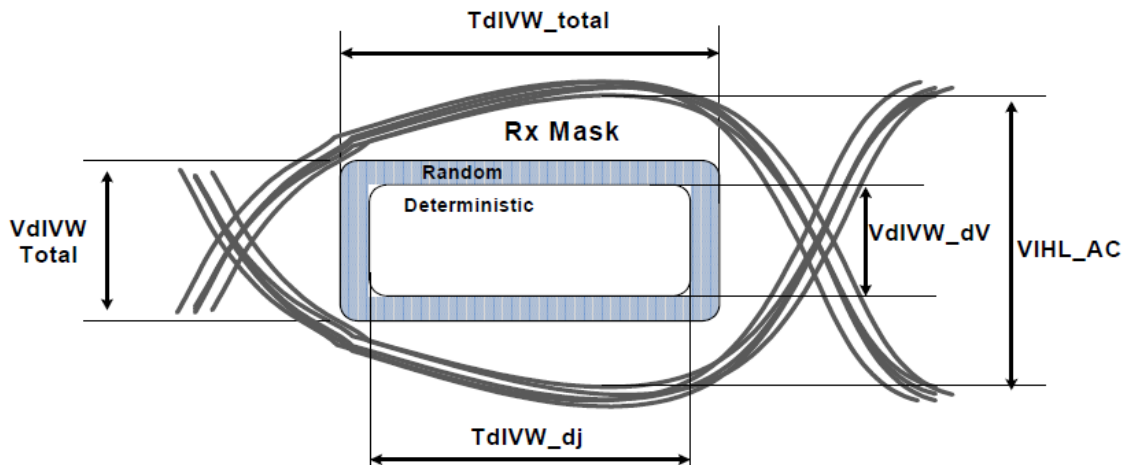 TdIVW_total
Rx Mask
Random
Deterministic
VdIVW
Total
VdIVW_dV
VIHL_AC
TdIVW_dj